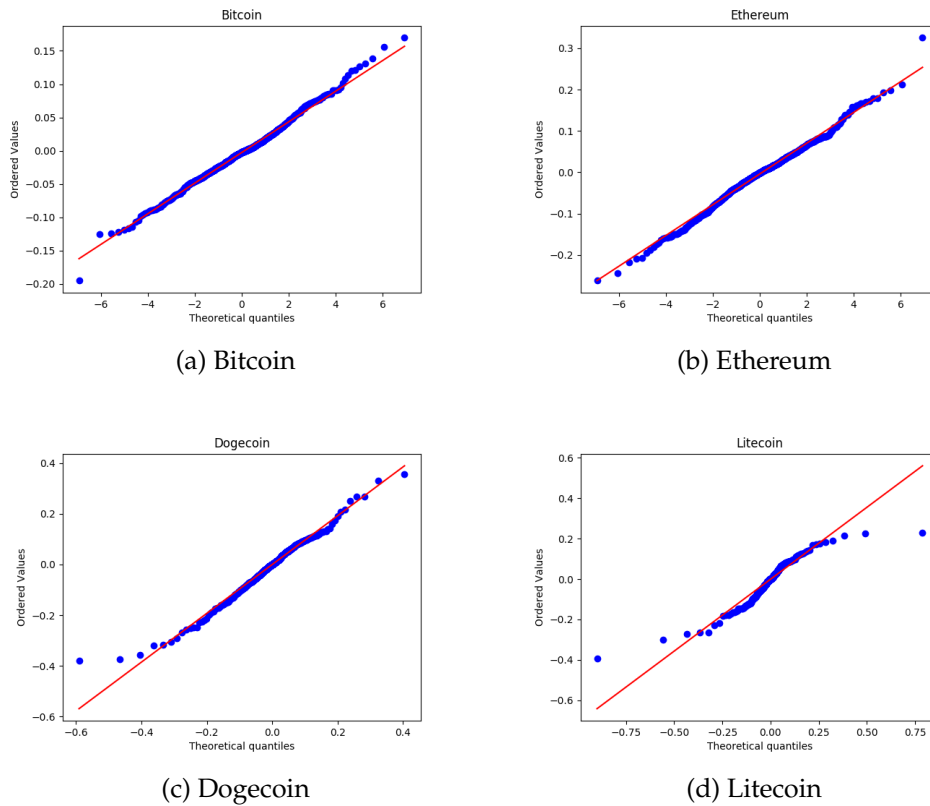 Bitcoin
Ordered Values
0.15
0.10
0.05
0.00
−0.05
−0.10
−0.15
−0.20
−6 −4 −2 0 2 4 6
Theoretical quantiles
(a) Bitcoin
Ethereum
Ordered Values
0.3
0.2
0.1
0.0
−0.1
−0.2
−6 −4 −2 0 2 4 6
Theoretical quantiles
(b) Ethereum
Dogecoin
Ordered Values
0.4
0.2
0.0
−0.2
−0.4
−0.6
−0.6 −0.4 −0.2 0.0 0.2 0.4
Theoretical quantiles
(c) Dogecoin
Litecoin
Ordered Values
0.6
0.4
0.2
0.0
−0.2
−0.4
−0.6
−0.75 −0.50 −0.25 0.00 0.25 0.50 0.75
Theoretical quantiles
(d) Litecoin